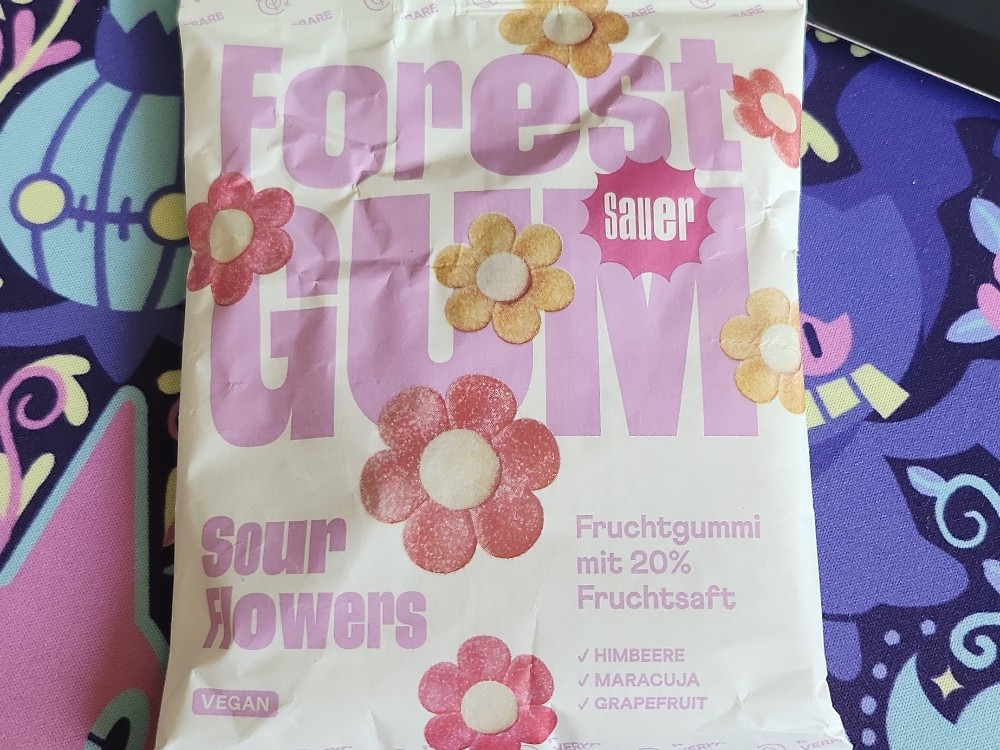 Forest
GUM
Sauer
Sour
Flowers
Fruchtgummi
mit 20%
Fruchtsaft
✓ HIMBEERE
✓ MARACUJA
✓ GRAPEFRUIT
VEGAN